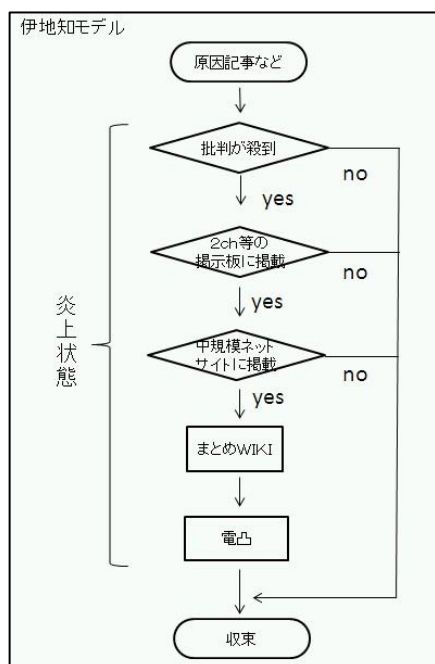 伊地知モデル
原因記事など
批判が殺到
no
yes
2ch等の
掲示板に掲載
no
yes
炎上状態
中規模ネット
サイトに掲載
no
yes
まとめWIKI
電凸
収束